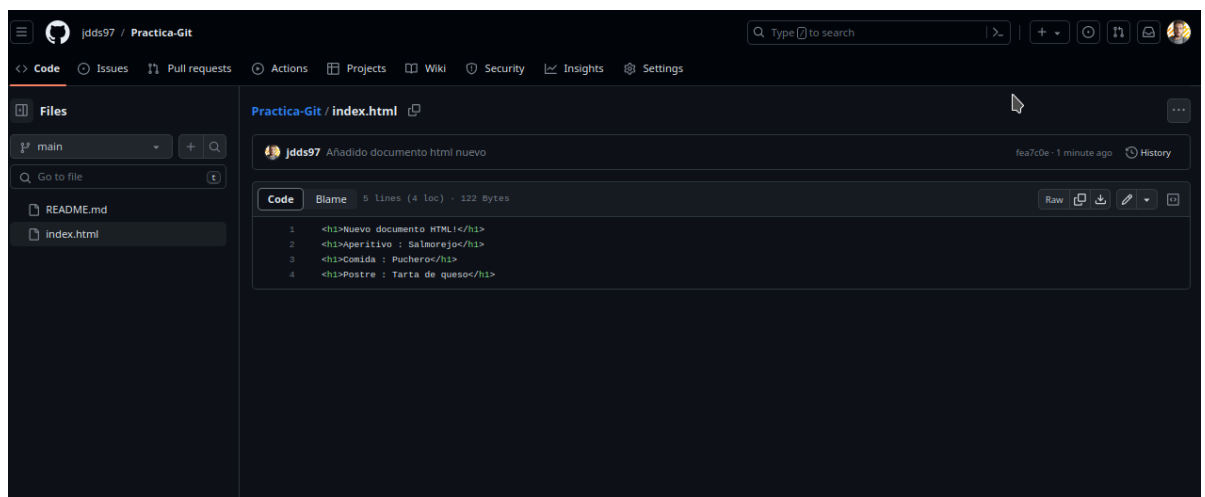 jdds97 / Practica-Git
Type / to search
Code Issues Pull requests Actions Projects Wiki Security Insights Settings
Files
main
Go to file t
README.md
index.html
Practica-Git / index.html
jdds97 Añadido documento html nuevo
fea7c0e · 1 minute ago History
Code Blame 5 lines (4 loc) · 122 Bytes
Raw
1 <h1>Nuevo documento HTML!</h1>
2 <h1>Aperitivo : Salmorejo</h1>
3 <h1>Comida : Puchero</h1>
4 <h1>Postre : Tarta de queso</h1>